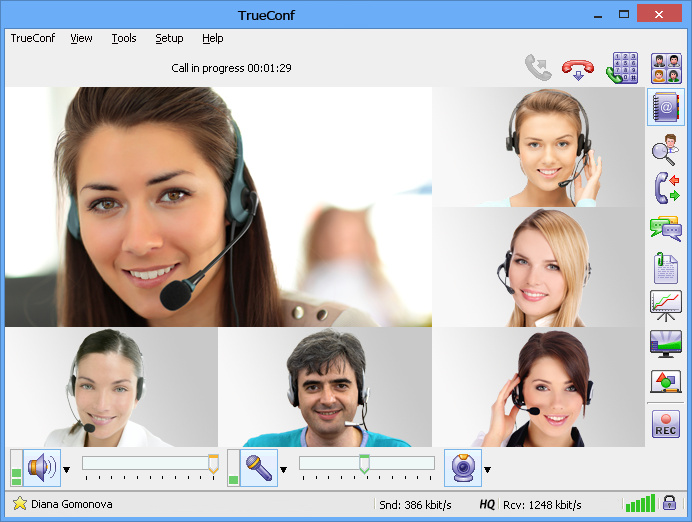 TrueConf
TrueConf View Tools Setup Help
Call in progress 00:01:29
@
REC
Diana Gomonova
Snd: 386 kbit/s
HQ Rcv: 1248 kbit/s